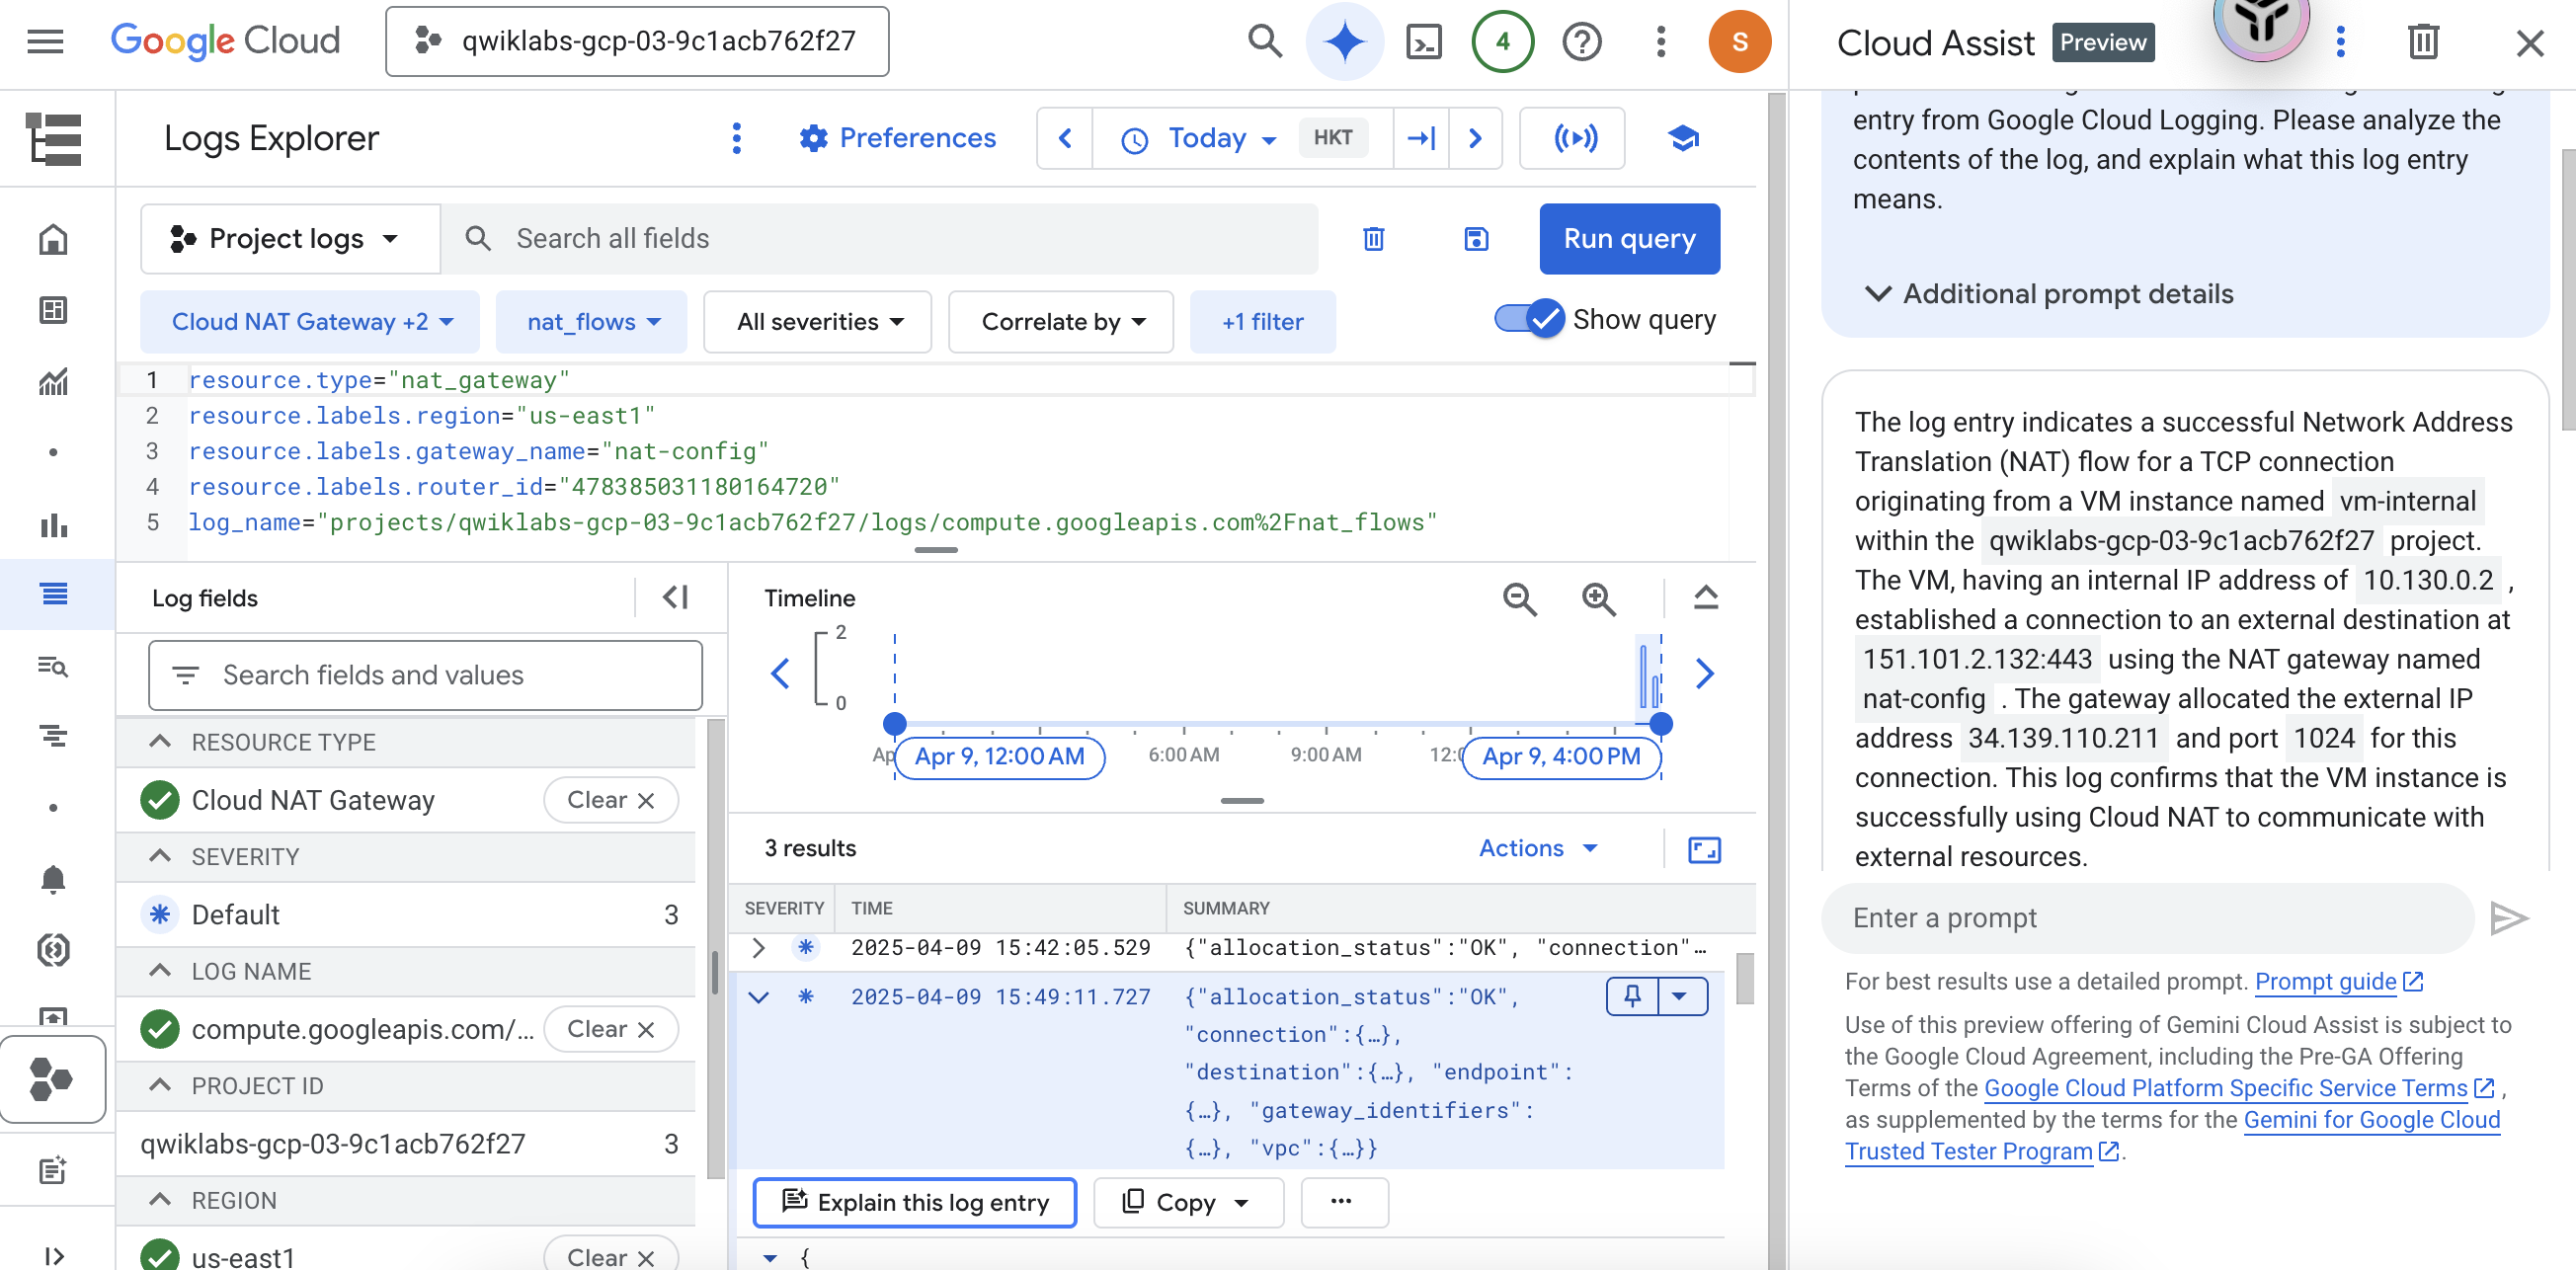 Google Cloud
qwiklabs-gcp-03-9c1acb762f27
4
S
Logs Explorer
Preferences
Today
HKT
Project logs
Search all fields
Run query
Cloud NAT Gateway +2
nat_flows
All severities
Correlate by
+1 filter
Show query
1 resource.type="nat_gateway"
2 resource.labels.region="us-east1"
3 resource.labels.gateway_name="nat-config"
4 resource.labels.router_id="478385031180164720"
5 log_name="projects/qwiklabs-gcp-03-9c1acb762f27/logs/compute.googleapis.com%2Fnat_flows"
Log fields
Search fields and values
RESOURCE TYPE
Cloud NAT Gateway
Clear
SEVERITY
Default
3
LOG NAME
compute.googleapis.com/...
Clear
PROJECT ID
qwiklabs-gcp-03-9c1acb762f27
3
REGION
us-east1
Clear
Timeline
2
0
Ap
Apr 9, 12:00 AM
6:00 AM
9:00 AM
12:0
Apr 9, 4:00 PM
3 results
Actions
SEVERITY
TIME
SUMMARY
2025-04-09 15:42:05.529
{"allocation_status":"OK", "connection"…
2025-04-09 15:49:11.727
{"allocation_status":"OK",
"connection":{…},
"destination":{…}, "endpoint":
{…}, "gateway_identifiers":
{…}, "vpc":{…}}
Explain this log entry
Copy
{
Cloud Assist
Preview
entry from Google Cloud Logging. Please analyze the
contents of the log, and explain what this log entry
means.
Additional prompt details
The log entry indicates a successful Network Address
Translation (NAT) flow for a TCP connection
originating from a VM instance named vm-internal
within the qwiklabs-gcp-03-9c1acb762f27 project.
The VM, having an internal IP address of 10.130.0.2 ,
established a connection to an external destination at
151.101.2.132:443 using the NAT gateway named
nat-config . The gateway allocated the external IP
address 34.139.110.211 and port 1024 for this
connection. This log confirms that the VM instance is
successfully using Cloud NAT to communicate with
external resources.
Enter a prompt
For best results use a detailed prompt. Prompt guide
Use of this preview offering of Gemini Cloud Assist is subject to
the Google Cloud Agreement, including the Pre-GA Offering
Terms of the Google Cloud Platform Specific Service Terms ,
as supplemented by the terms for the Gemini for Google Cloud
Trusted Tester Program .